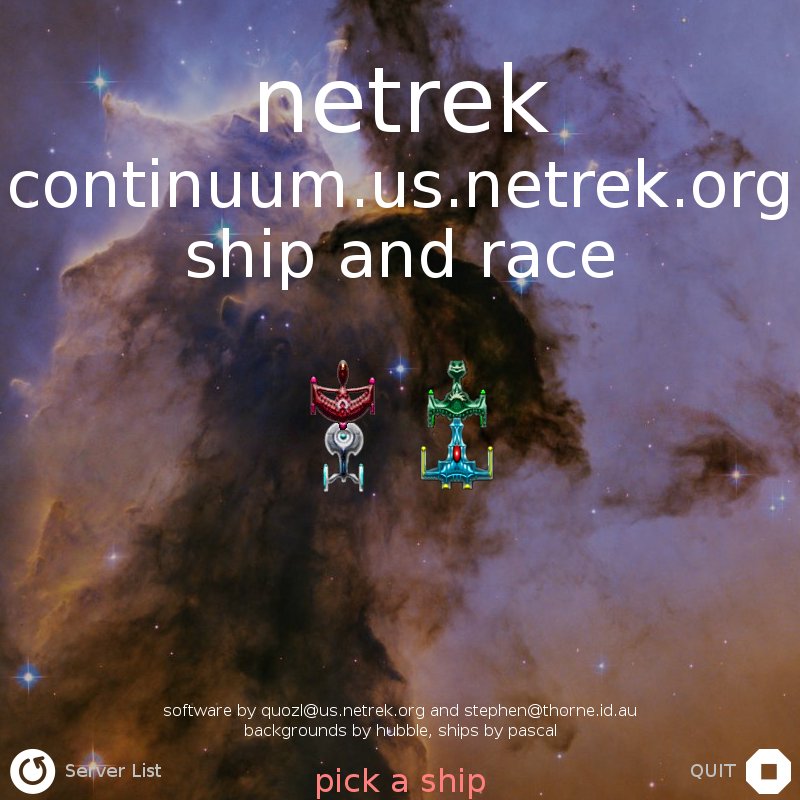 netrek
continuum.us.netrek.org
ship and race
software by quozl@us.netrek.org and stephen@thorne.id.au
backgrounds by hubble, ships by pascal
Server List
pick a ship
QUIT